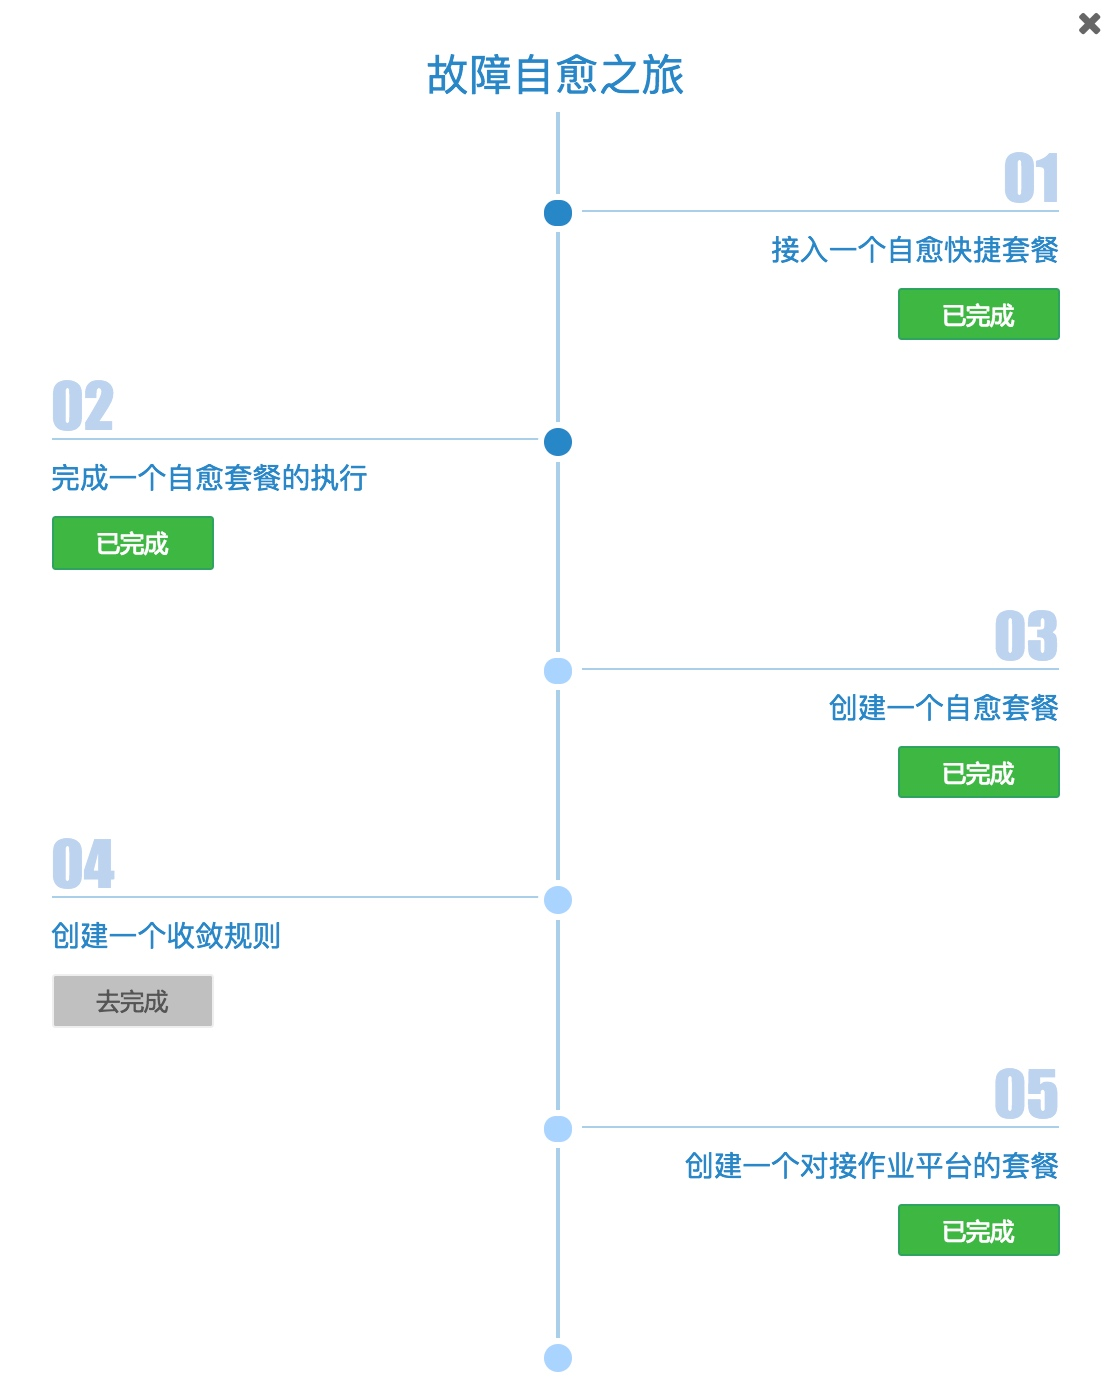 故障自愈之旅
01
接入一个自愈快捷套餐
已完成
02
完成一个自愈套餐的执行
已完成
03
创建一个自愈套餐
已完成
04
创建一个收敛规则
去完成
05
创建一个对接作业平台的套餐
已完成